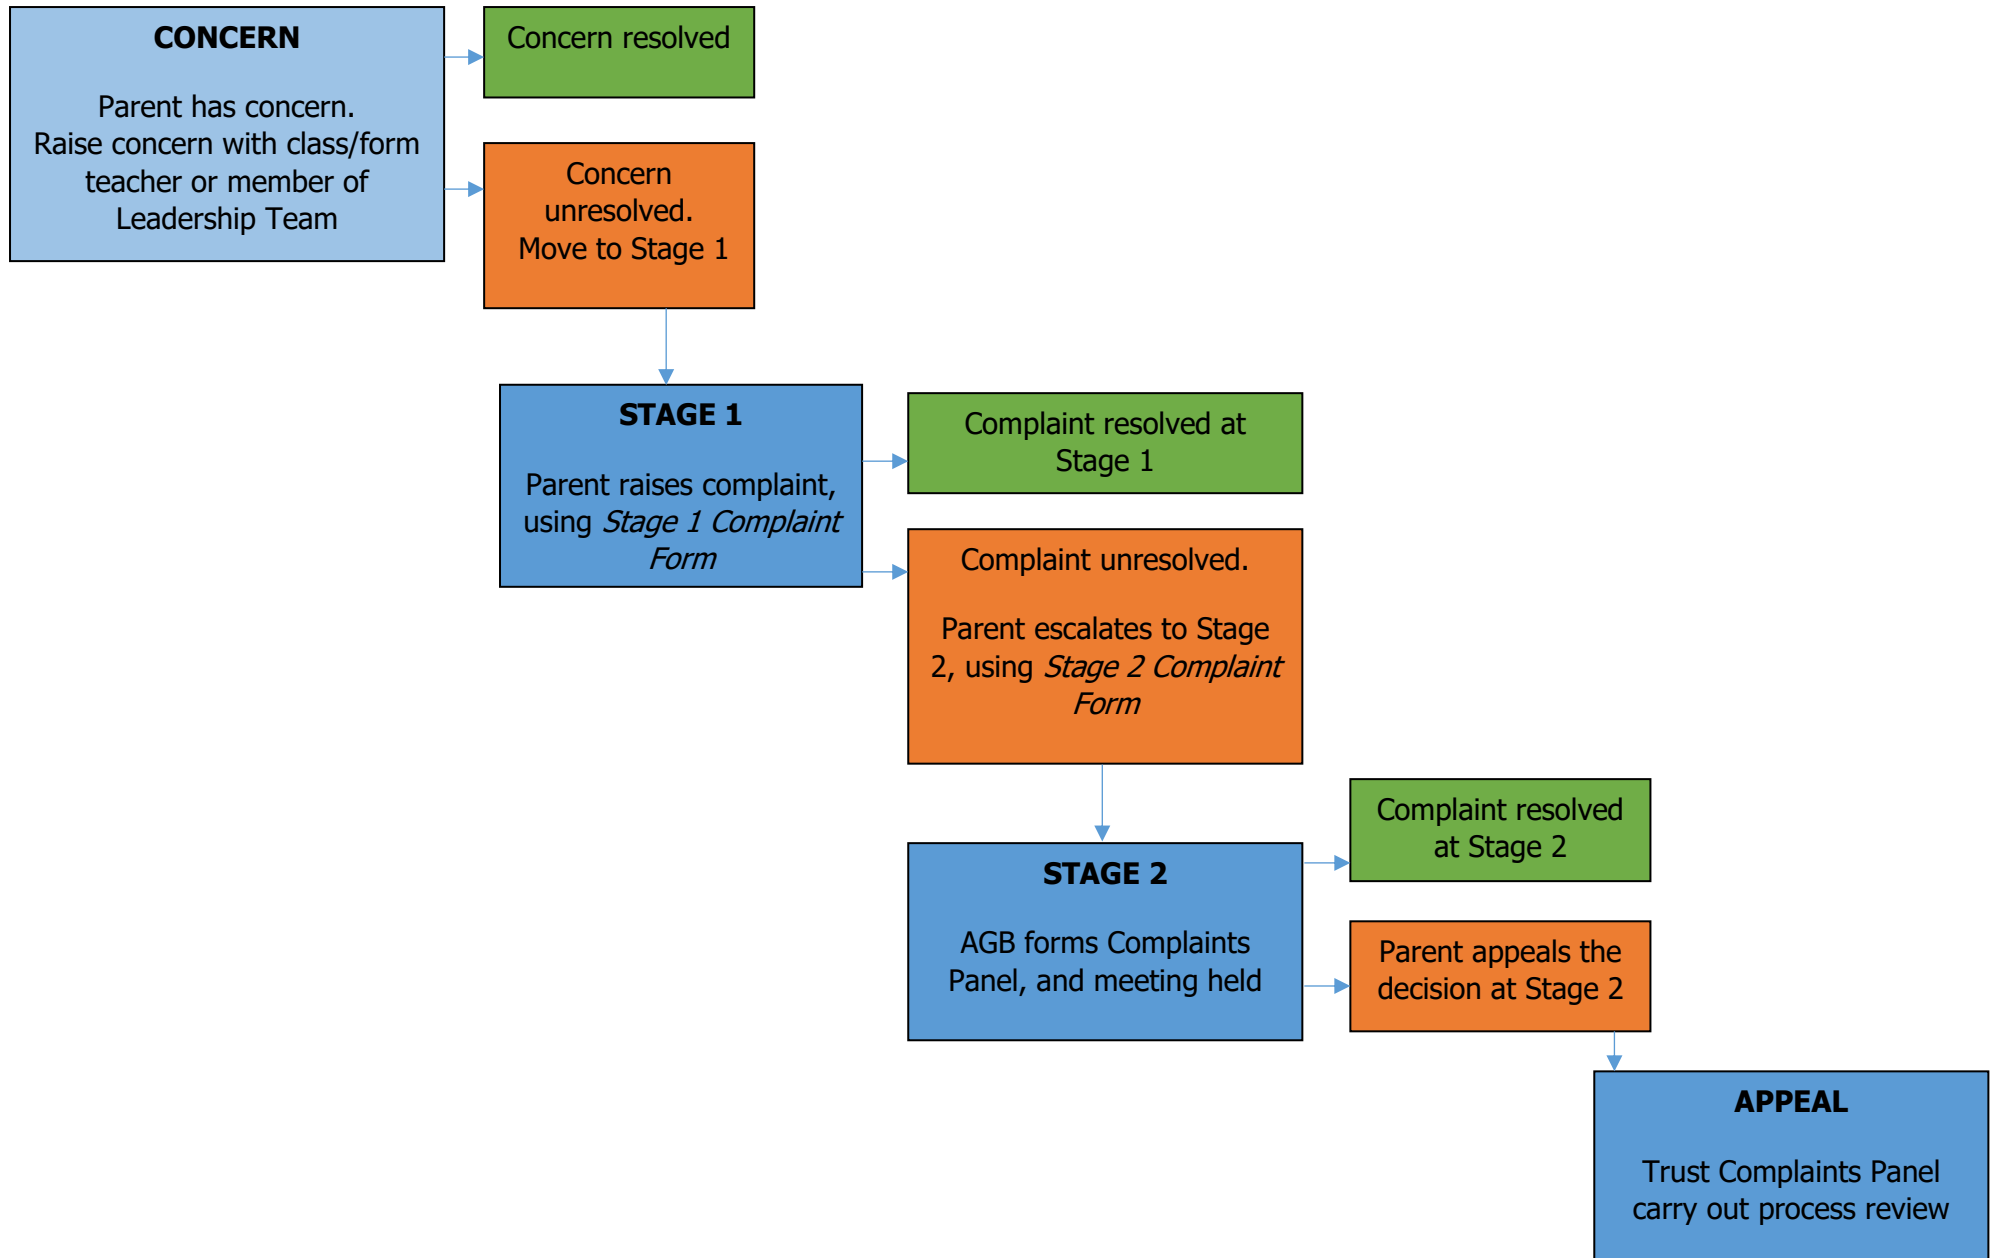 CONCERN
Parent has concern.
Raise concern with class/form
teacher or member of
Leadership Team
Concern resolved
Concern
unresolved.
Move to Stage 1
STAGE 1
Parent raises complaint,
using Stage 1 Complaint
Form
Complaint resolved at
Stage 1
Complaint unresolved.
Parent escalates to Stage
2, using Stage 2 Complaint
Form
STAGE 2
AGB forms Complaints
Panel, and meeting held
Complaint resolved
at Stage 2
Parent appeals the
decision at Stage 2
APPEAL
Trust Complaints Panel
carry out process review